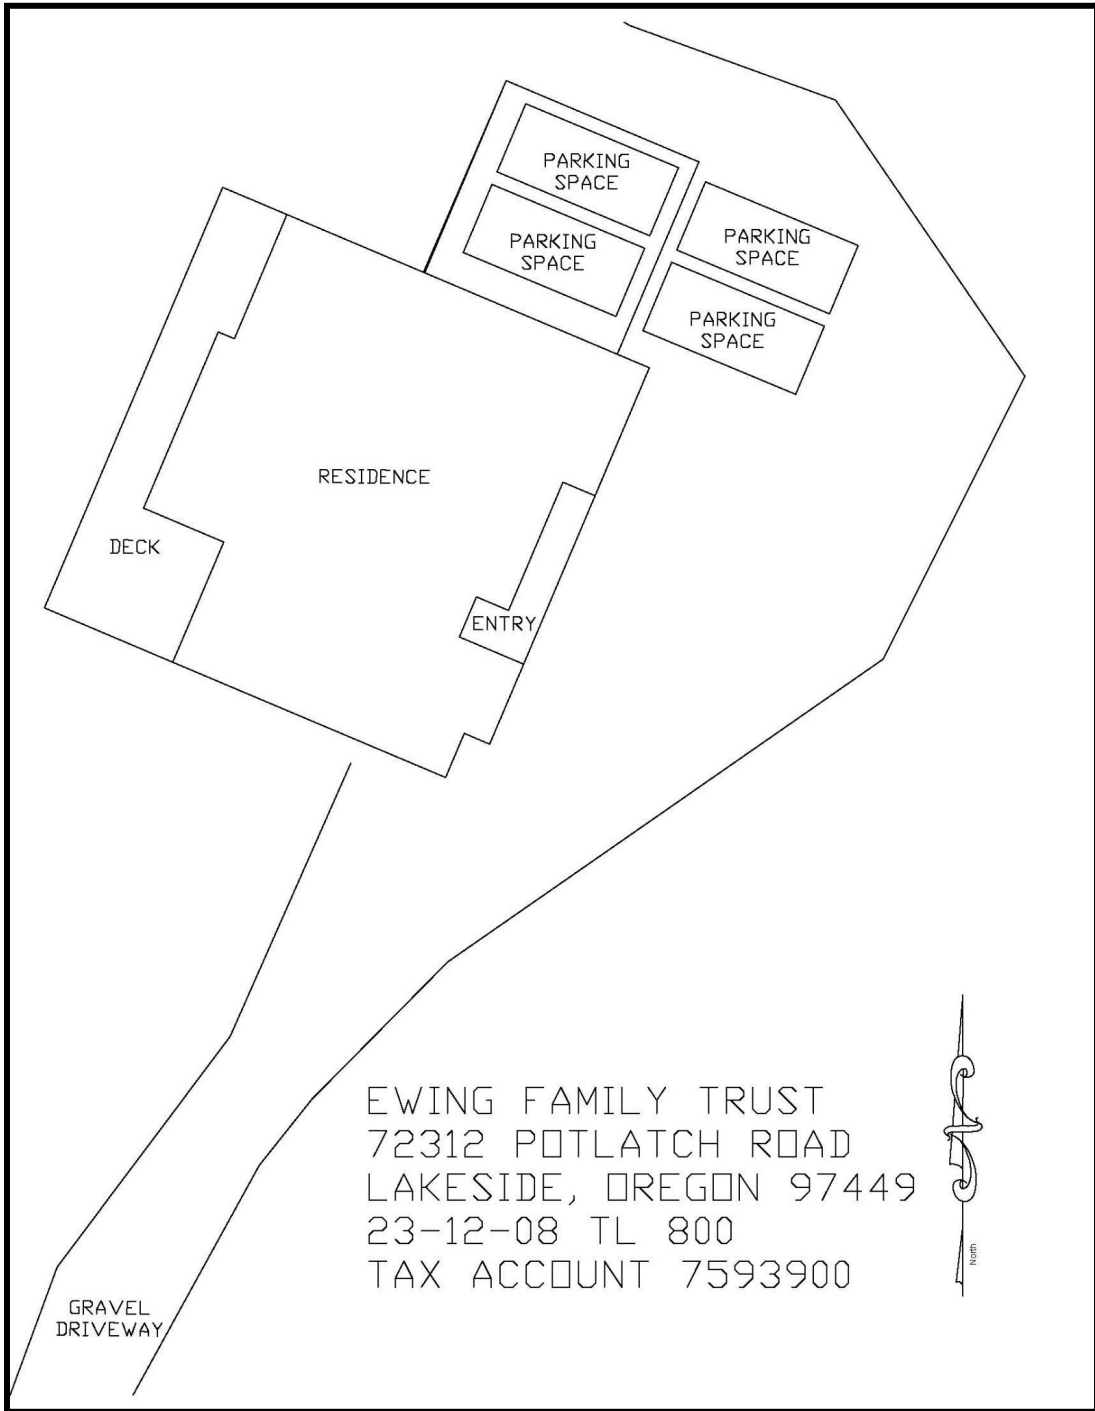 PARKING
SPACE
PARKING
SPACE
PARKING
SPACE
PARKING
SPACE
RESIDENCE
DECK
ENTRY
EWING FAMILY TRUST
72312 POTLATCH ROAD
LAKESIDE, OREGON 97449
23-12-08 TL 800
TAX ACCOUNT 7593900
North
GRAVEL
DRIVEWAY